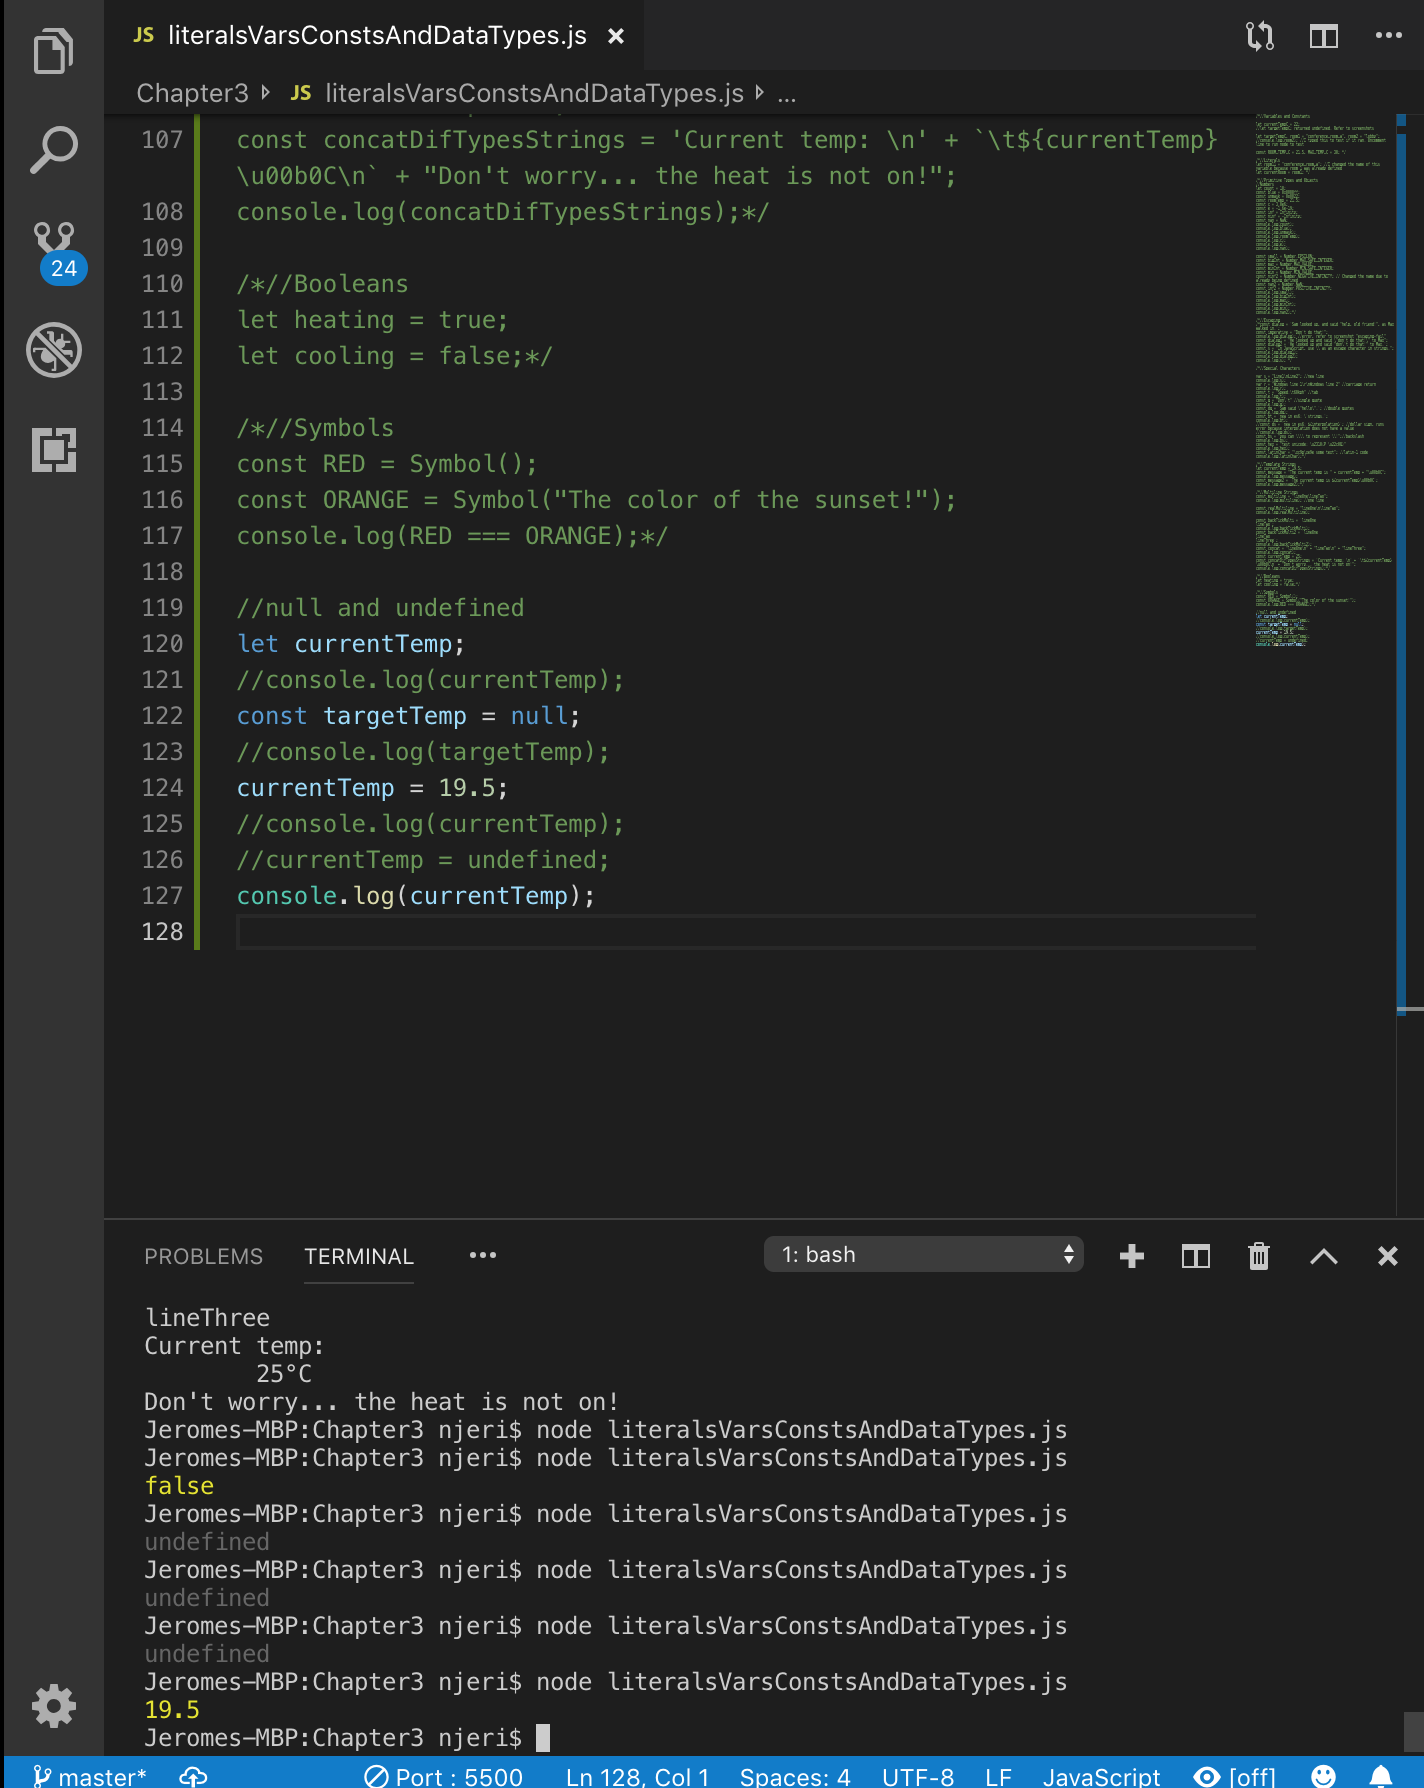 JS literalsVarsConstsAndDataTypes.js ×
Chapter3 JS literalsVarsConstsAndDataTypes.js ...
107 const concatDifTypesStrings = 'Current temp: \n' + `\t${currentTemp}
\u00b0C\n` + "Don't worry... the heat is not on!";
108 console.log(concatDifTypesStrings);*/
109
110 /*//Booleans
111 let heating = true;
112 let cooling = false;*/
113
114 /*//Symbols
115 const RED = Symbol();
116 const ORANGE = Symbol("The color of the sunset!");
117 console.log(RED === ORANGE);*/
118
119 //null and undefined
120 let currentTemp;
121 //console.log(currentTemp);
122 const targetTemp = null;
123 //console.log(targetTemp);
124 currentTemp = 19.5;
125 //console.log(currentTemp);
126 //currentTemp = undefined;
127 console.log(currentTemp);
128
24
PROBLEMS TERMINAL ... 1: bash
lineThree
Current temp:
25°C
Don't worry... the heat is not on!
Jeromes-MBP:Chapter3 njeri$ node literalsVarsConstsAndDataTypes.js
Jeromes-MBP:Chapter3 njeri$ node literalsVarsConstsAndDataTypes.js
false
Jeromes-MBP:Chapter3 njeri$ node literalsVarsConstsAndDataTypes.js
undefined
Jeromes-MBP:Chapter3 njeri$ node literalsVarsConstsAndDataTypes.js
undefined
Jeromes-MBP:Chapter3 njeri$ node literalsVarsConstsAndDataTypes.js
undefined
Jeromes-MBP:Chapter3 njeri$ node literalsVarsConstsAndDataTypes.js
19.5
Jeromes-MBP:Chapter3 njeri$
master* Port : 5500 Ln 128, Col 1 Spaces: 4 UTF-8 LF JavaScript [off]